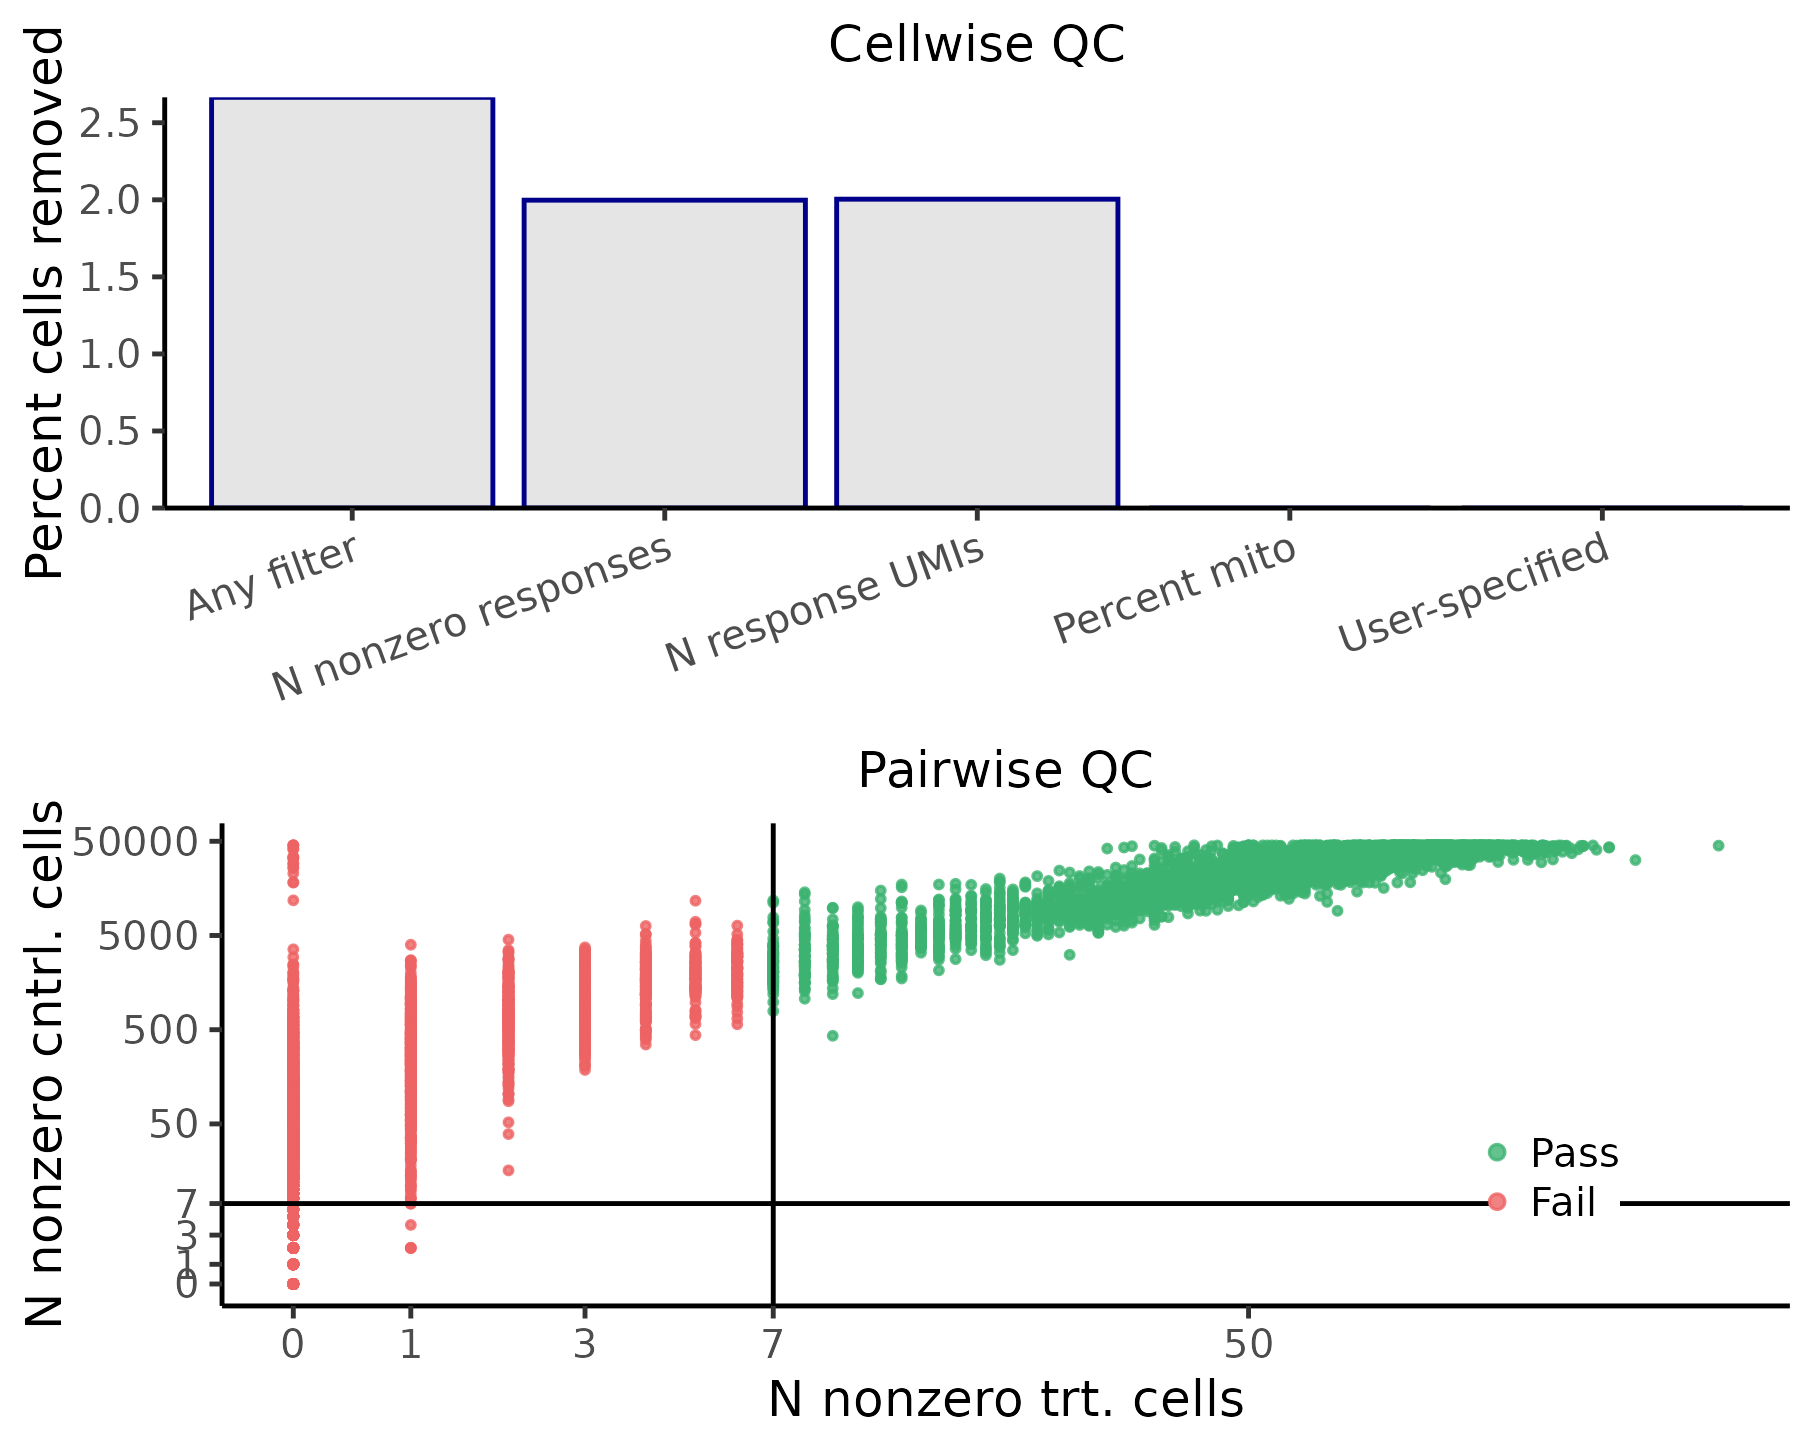 Cellwise QC
Percent cells removed
2.5
2.0
1.5
1.0
0.5
0.0
Any filter
N nonzero responses
N response UMIs
Percent mito
User-specified
Pairwise QC
N nonzero cntrl. cells
50000
5000
500
50
7
3
1
0
Pass
Fail
0 1 3 7 50
N nonzero trt. cells